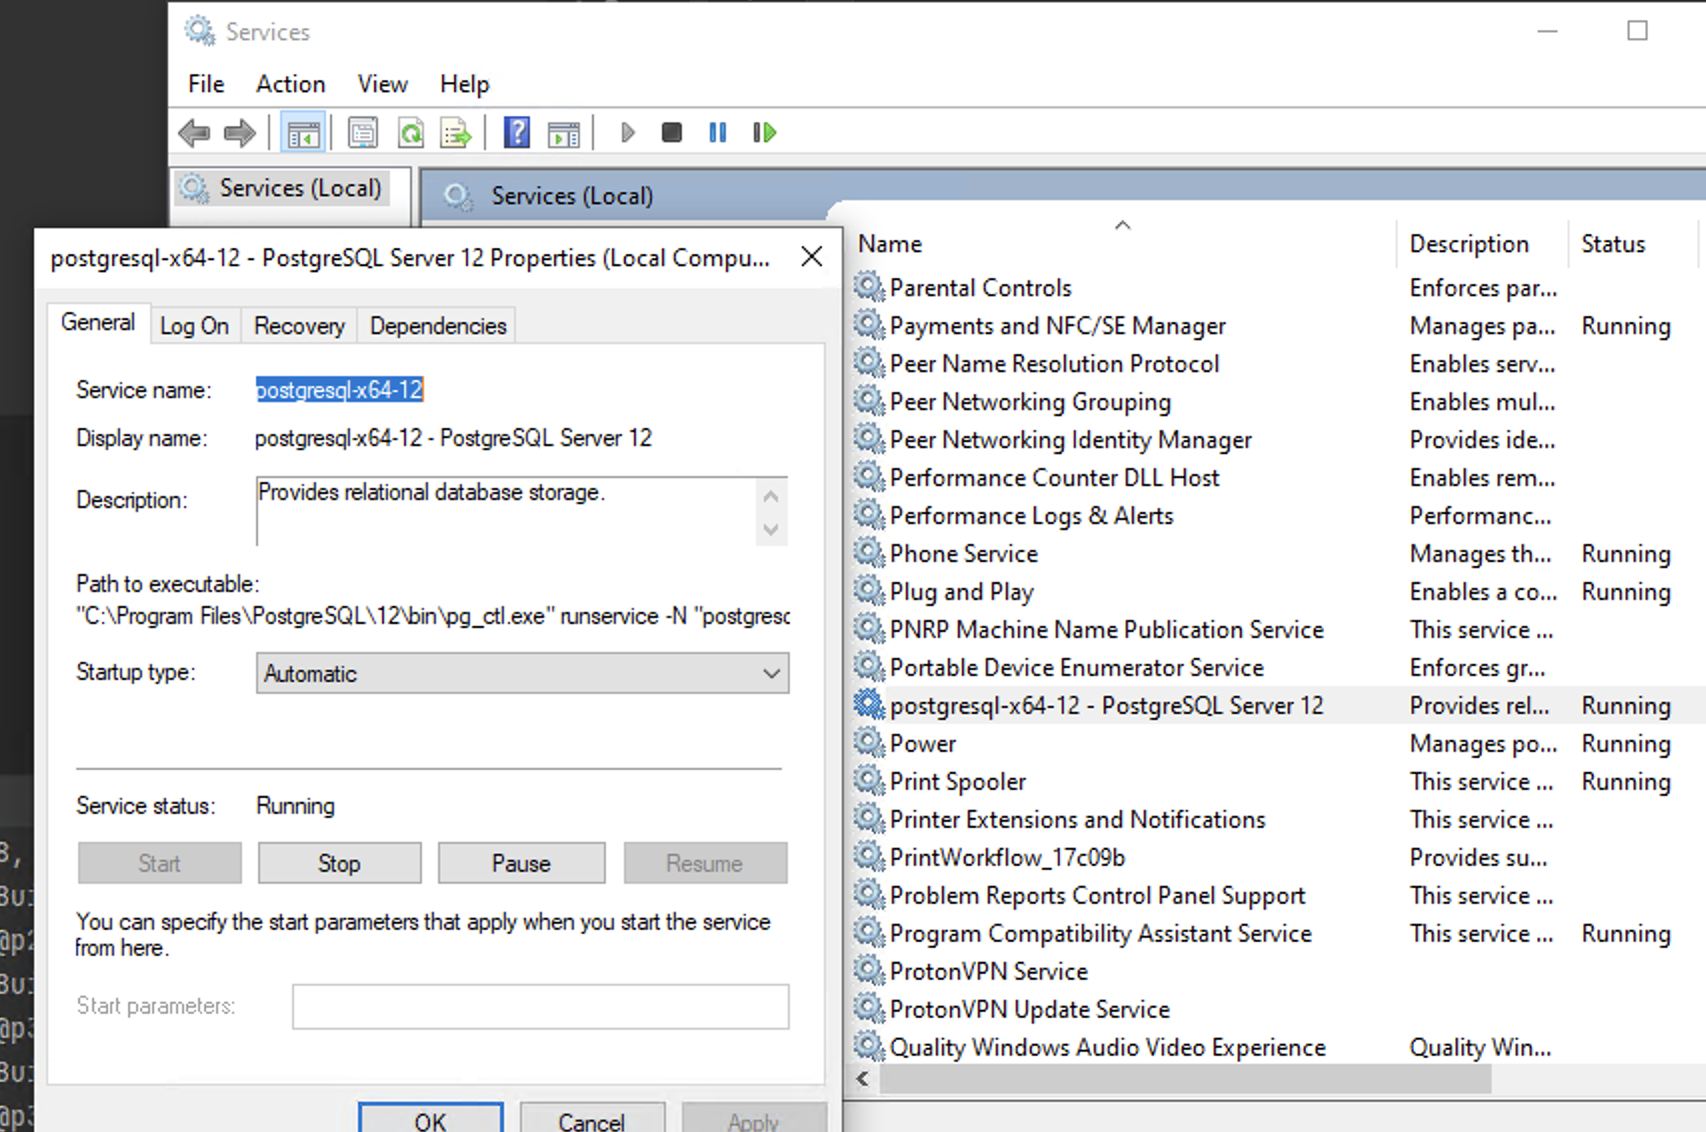 Services
File Action View Help
Services (Local)
Services (Local)
postgresql-x64-12 - PostgreSQL Server 12 Properties (Local Compu...
General Log On Recovery Dependencies
Service name: postgresql-x64-12
Display name: postgresql-x64-12 - PostgreSQL Server 12
Description: Provides relational database storage.
Path to executable:
"C:\Program Files\PostgreSQL\12\bin\pg_ctl.exe" runservice -N "postgresq
Startup type: Automatic
Service status: Running
Start Stop Pause Resume
You can specify the start parameters that apply when you start the service
from here.
Start parameters:
OK Cancel Apply
Name Description Status
Parental Controls Enforces par...
Payments and NFC/SE Manager Manages pa... Running
Peer Name Resolution Protocol Enables serv...
Peer Networking Grouping Enables mul...
Peer Networking Identity Manager Provides ide...
Performance Counter DLL Host Enables rem...
Performance Logs & Alerts Performanc...
Phone Service Manages th... Running
Plug and Play Enables a co... Running
PNRP Machine Name Publication Service This service ...
Portable Device Enumerator Service Enforces gr...
postgresql-x64-12 - PostgreSQL Server 12 Provides rel... Running
Power Manages po... Running
Print Spooler This service ... Running
Printer Extensions and Notifications This service ...
PrintWorkflow_17c09b Provides su...
Problem Reports Control Panel Support This service ...
Program Compatibility Assistant Service This service ... Running
ProtonVPN Service
ProtonVPN Update Service
Quality Windows Audio Video Experience Quality Win...